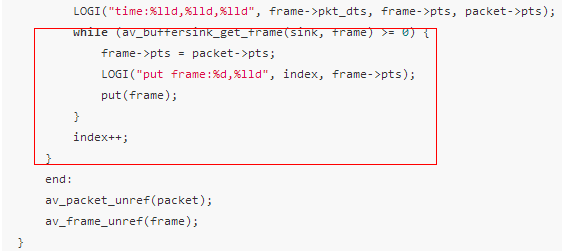 LOGI("time:%lld,%lld,%lld", frame->pkt_dts, frame->pts, packet->pts);
while (av_buffersink_get_frame(sink, frame) >= 0) {
frame->pts = packet->pts;
LOGI("put frame:%d,%lld", index, frame->pts);
put(frame);
}
index++;
}
end:
av_packet_unref(packet);
av_frame_unref(frame);
}